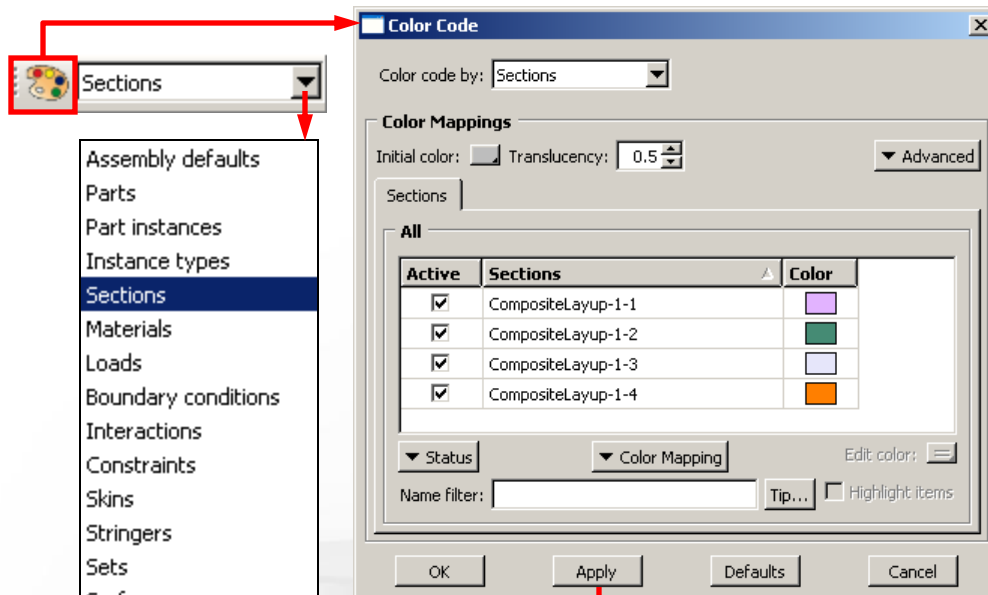 Color Code
Sections
Color code by: Sections
Color Mappings
Initial color: Translucency: 0.5 Advanced
Sections
All
Active Sections Color
CompositeLayup-1-1
CompositeLayup-1-2
CompositeLayup-1-3
CompositeLayup-1-4
Status Color Mapping Edit color:
Name filter: Tip... Highlight items
OK Apply Defaults Cancel
Assembly defaults
Parts
Part instances
Instance types
Sections
Materials
Loads
Boundary conditions
Interactions
Constraints
Skins
Stringers
Sets